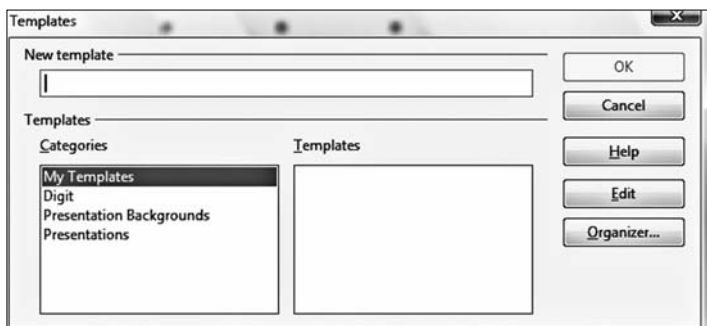 Templates
New template
OK
Cancel
Templates
Categories
Templates
Help
My Templates
Digit
Edit
Presentation Backgrounds
Presentations
Organizer...